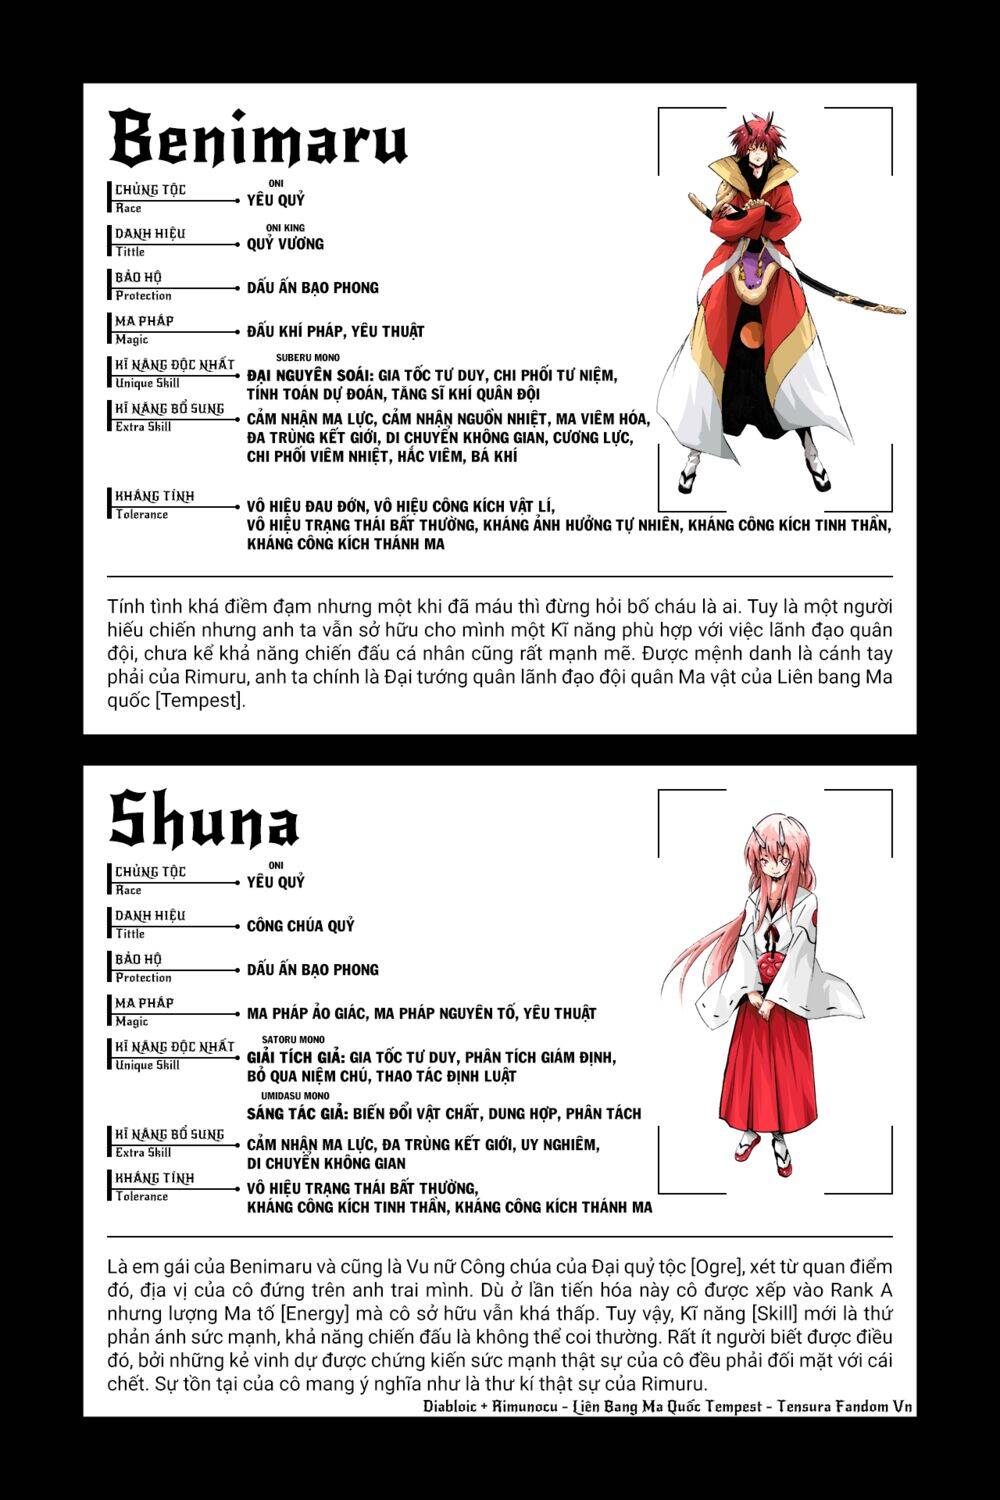 Benimaru
CHỦNG TỘC
Race
ONI
YÊU QUỶ
DANH HIỆU
Tittle
ONI KING
QUỶ VƯƠNG
BẢO HỘ
Protection
DẤU ẤN BẠO PHONG
MA PHÁP
Magic
ĐẤU KHÍ PHÁP, YÊU THUẬT
KĨ NĂNG ĐỘC NHẤT
Unique Skill
SUBERU MONO
ĐẠI NGUYÊN SOÁI: GIA TỐC TƯ DUY, CHI PHỐI TƯ NIỆM,
TÍNH TOÁN DỰ ĐOÁN, TĂNG SĨ KHÍ QUÂN ĐỘI
KĨ NĂNG BỔ SUNG
Extra Skill
CẢM NHẬN MA LỰC, CẢM NHẬN NGUỒN NHIỆT, MA VIÊM HÓA,
ĐA TRÙNG KẾT GIỚI, DI CHUYỂN KHÔNG GIAN, CƯƠNG LỰC,
CHI PHỐI VIÊM NHIỆT, HẮC VIÊM, BÁ KHÍ
KHÁNG TÍNH
Tolerance
VÔ HIỆU ĐAU ĐỚN, VÔ HIỆU CÔNG KÍCH VẬT LÍ,
VÔ HIỆU TRẠNG THÁI BẤT THƯỜNG, KHÁNG ẢNH HƯỞNG TỰ NHIÊN, KHÁNG CÔNG KÍCH TINH THẦN,
KHÁNG CÔNG KÍCH THÁNH MA
Tính tình khá điềm đạm nhưng một khi đã máu thì đừng hỏi bố cháu là ai. Tuy là một người
hiếu chiến nhưng anh ta vẫn sở hữu cho mình một Kĩ năng phù hợp với việc lãnh đạo quân
đội, chưa kể khả năng chiến đấu cá nhân cũng rất mạnh mẽ. Được mệnh danh là cánh tay
phải của Rimuru, anh ta chính là Đại tướng quân lãnh đạo đội quân Ma vật của Liên bang Ma
quốc [Tempest].
Shuna
CHỦNG TỘC
Race
ONI
YÊU QUỶ
DANH HIỆU
Tittle
CÔNG CHÚA QUỶ
BẢO HỘ
Protection
DẤU ẤN BẠO PHONG
MA PHÁP
Magic
MA PHÁP ẢO GIÁC, MA PHÁP NGUYÊN TỐ, YÊU THUẬT
KĨ NĂNG ĐỘC NHẤT
Unique Skill
SATORU MONO
GIẢI TÍCH GIẢ: GIA TỐC TƯ DUY, PHÂN TÍCH GIÁM ĐỊNH,
BỎ QUA NIỆM CHÚ, THAO TÁC ĐỊNH LUẬT
UMIDASU MONO
SÁNG TÁC GIẢ: BIẾN ĐỔI VẬT CHẤT, DUNG HỢP, PHÂN TÁCH
KĨ NĂNG BỔ SUNG
Extra Skill
CẢM NHẬN MA LỰC, ĐA TRÙNG KẾT GIỚI, UY NGHIÊM,
DI CHUYỂN KHÔNG GIAN
KHÁNG TÍNH
Tolerance
VÔ HIỆU TRẠNG THÁI BẤT THƯỜNG,
KHÁNG CÔNG KÍCH TINH THẦN, KHÁNG CÔNG KÍCH THÁNH MA
Là em gái của Benimaru và cũng là Vu nữ Công chúa của Đại quỷ tộc [Ogre], xét từ quan điểm
đó, địa vị của cô đứng trên anh trai mình. Dù ở lần tiến hóa này cô được xếp vào Rank A
nhưng lượng Ma tố [Energy] mà cô sở hữu vẫn khá thấp. Tuy vậy, Kĩ năng [Skill] mới là thứ
phản ánh sức mạnh, khả năng chiến đấu là không thể coi thường. Rất ít người biết được điều
đó, bởi những kẻ vinh dự được chứng kiến sức mạnh thật sự của cô đều phải đối mặt với cái
chết. Sự tồn tại của cô mang ý nghĩa như là thư kí thật sự của Rimuru.
Diabloic + Rimunocu - Liên Bang Ma Quốc Tempest - Tensura Fandom Vn